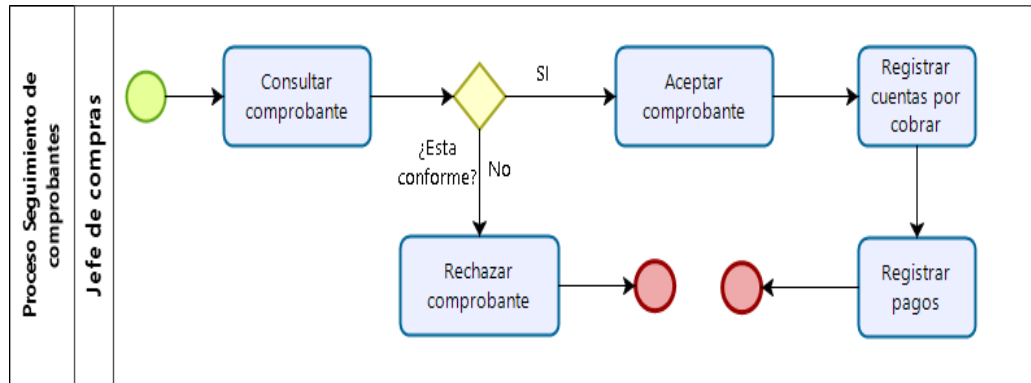 Proceso Seguimiento de
comprobantes
Jefe de compras
Consultar
comprobante
¿Esta
conforme?
SI
No
Aceptar
comprobante
Registrar
cuentas por
cobrar
Rechazar
comprobante
Registrar
pagos